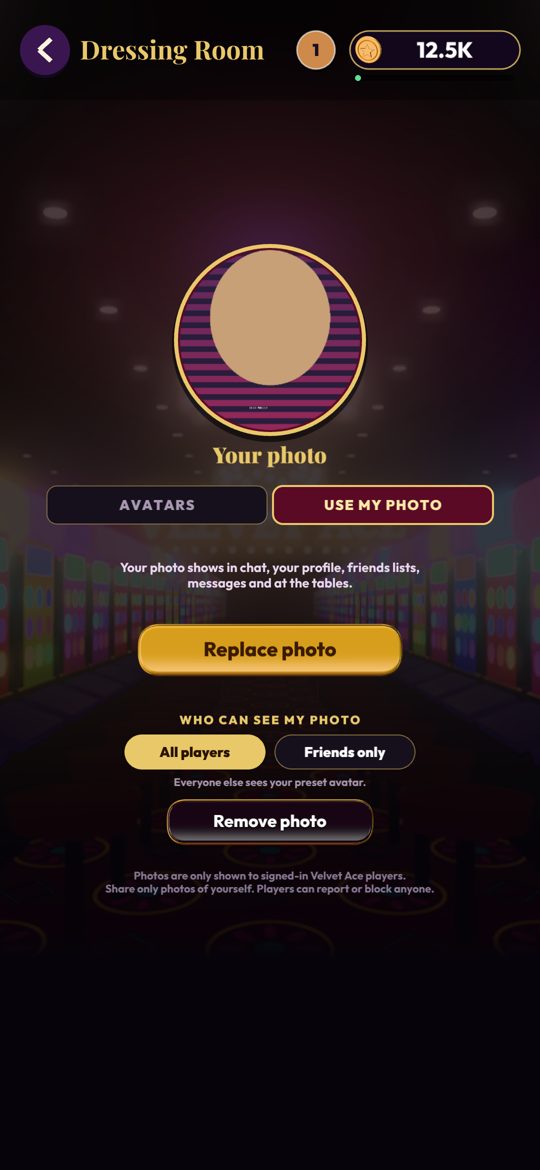 Dressing Room
1
12.5K
Your photo
AVATARS
USE MY PHOTO
Your photo shows in chat, your profile, friends lists,
messages and at the tables.
Replace photo
WHO CAN SEE MY PHOTO
All players
Friends only
Everyone else sees your preset avatar.
Remove photo
Photos are only shown to signed-in Velvet Ace players.
Share only photos of yourself. Players can report or block anyone.